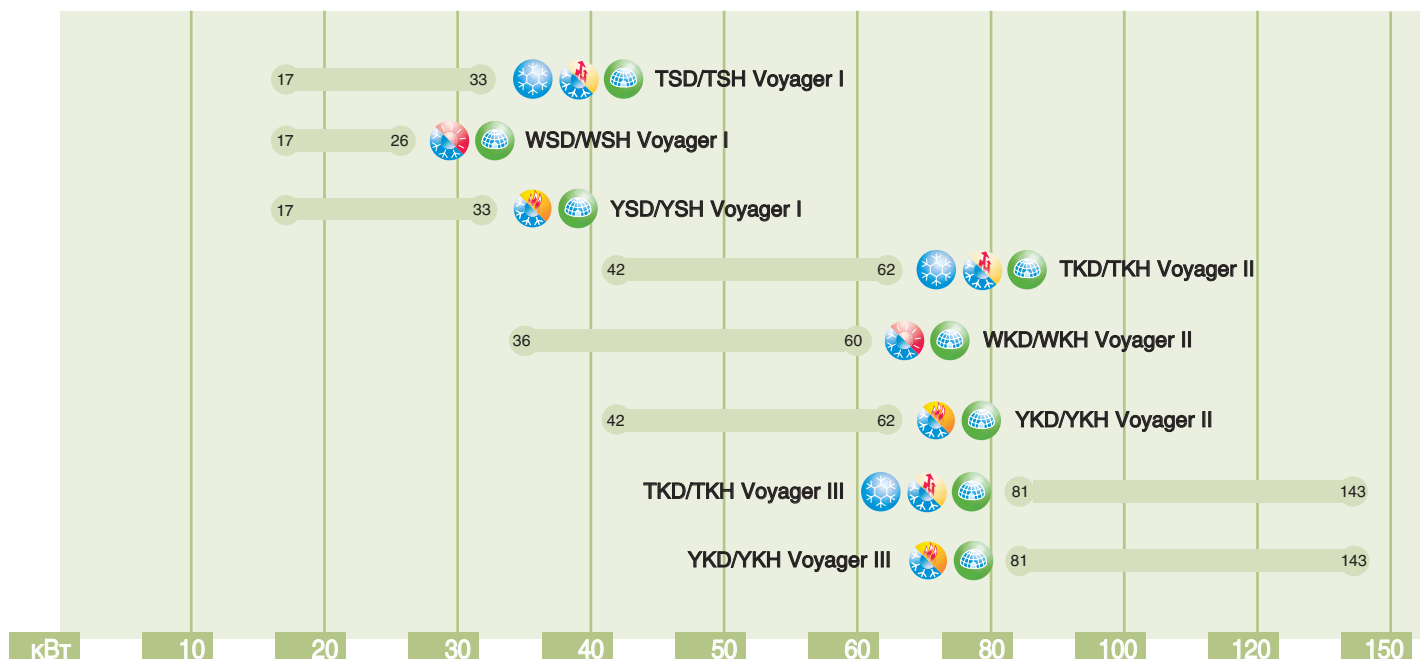 17 33 TSD/TSH Voyager I
17 26 WSD/WSH Voyager I
17 33 YSD/YSH Voyager I
42 62 TKD/TKH Voyager II
36 60 WKD/WKH Voyager II
42 62 YKD/YKH Voyager II
TKD/TKH Voyager III 81 143
YKD/YKH Voyager III 81 143
кВт 10 20 30 40 50 60 80 100 120 150